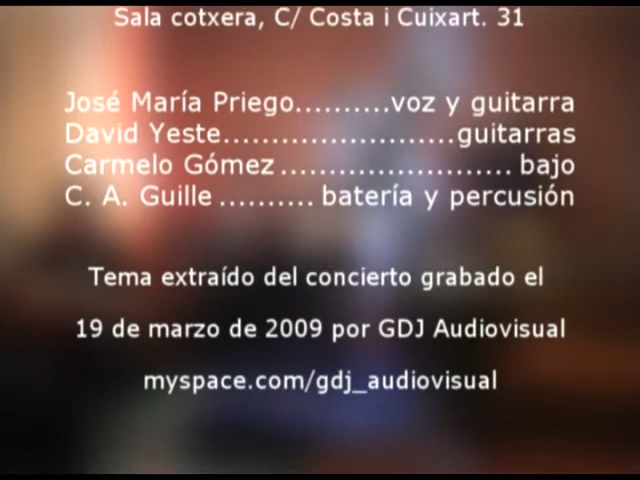 Sala cotxera, C/ Costa i Cuixart. 31
José María Priego..........voz y guitarra
David Yeste........................guitarras
Carmelo Gómez ........................ bajo
C. A. Guille .......... batería y percusión
Tema extraído del concierto grabado el
19 de marzo de 2009 por GDJ Audiovisual
myspace.com/gdj_audiovisual